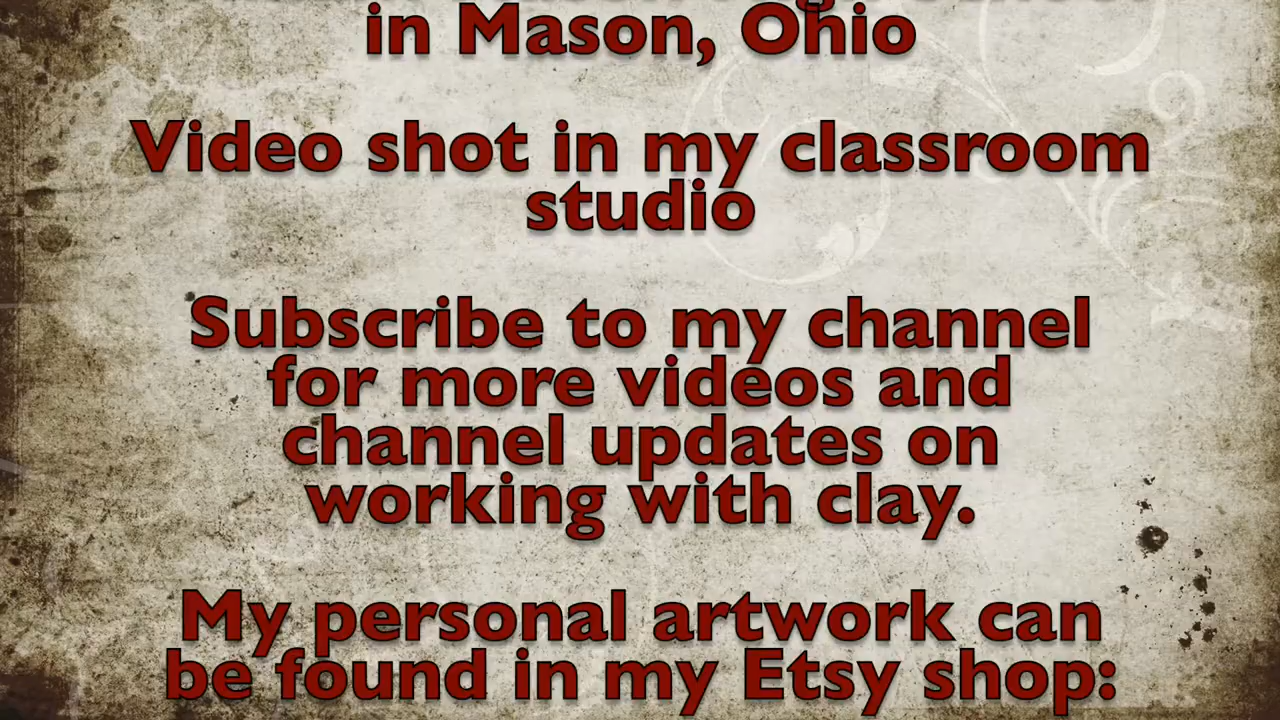 in Mason, Ohio
Video shot in my classroom
studio
Subscribe to my channel
for more videos and
channel updates on
working with clay.
My personal artwork can
be found in my Etsy shop: